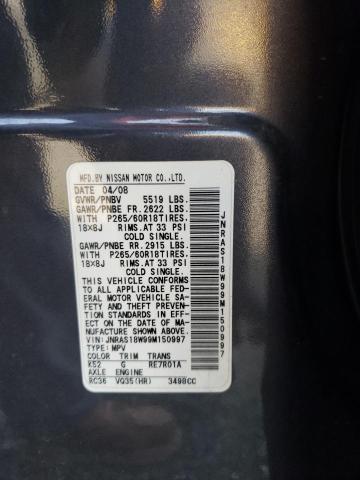 MFD.BY NISSAN MOTOR CO.,LTD.
DATE 04/08
GVWR/PNBV 5519 LBS.
GAWR/PNBE FR. 2622 LBS.
WITH P265/60R18TIRES.
18×8J RIMS.AT 33 PSI
COLD SINGLE.
GAWR/PNBE RR. 2915 LBS.
WITH P265/60R18TIRES.
18×8J RIMS.AT 33 PSI
COLD SINGLE.
THIS VEHICLE CONFORMS
TO ALL APPLICABLE FED-
ERAL MOTOR VEHICLE SA-
FETY AND THEFT PREVEN-
TION STANDARDS IN EFF-
ECT ON THE DATE OF MA-
NUFACTURE SHOWN ABOVE.
VIN:JNRAS18W99M150997
TYPE:MPV
COLOR TRIM TRANS
K52 G RE7R01A
AXLE ENGINE
RC36 VQ35(HR) 3498CC
JNRAS18W99M150997